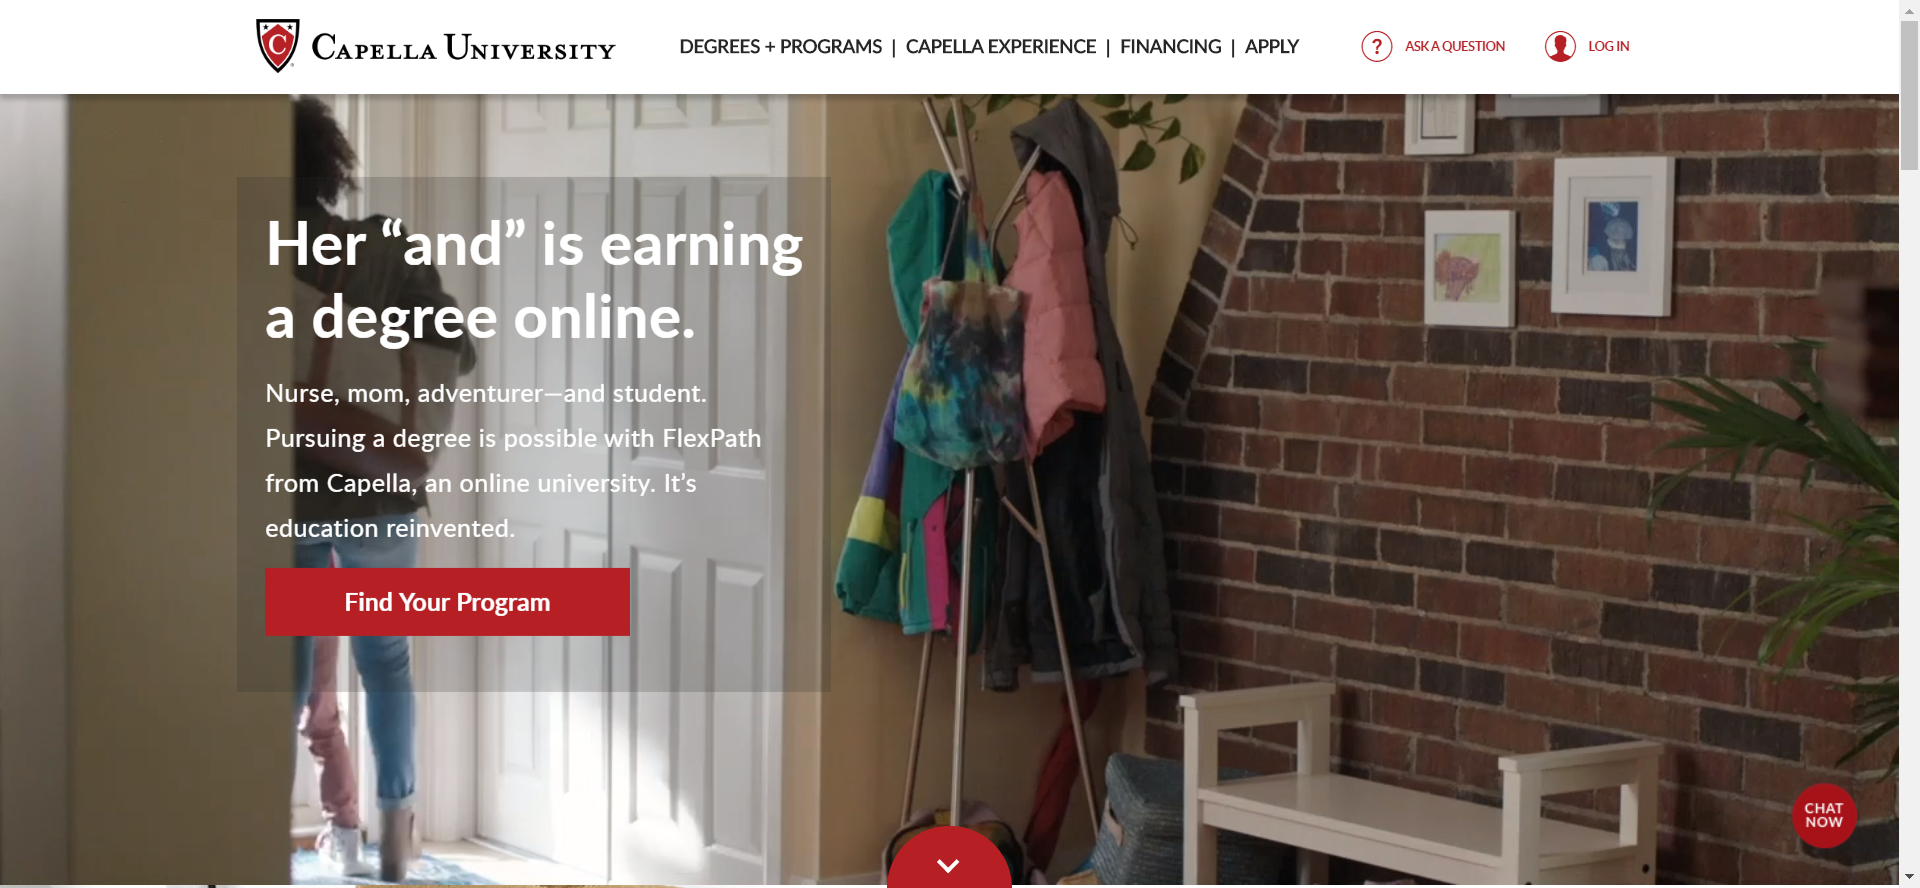 CAPELLA UNIVERSITY
DEGREES + PROGRAMS | CAPELLA EXPERIENCE | FINANCING | APPLY
? ASK A QUESTION
LOG IN
Her “and” is earning
a degree online.
Nurse, mom, adventurer—and student.
Pursuing a degree is possible with FlexPath
from Capella, an online university. It’s
education reinvented.
Find Your Program
CHAT
NOW